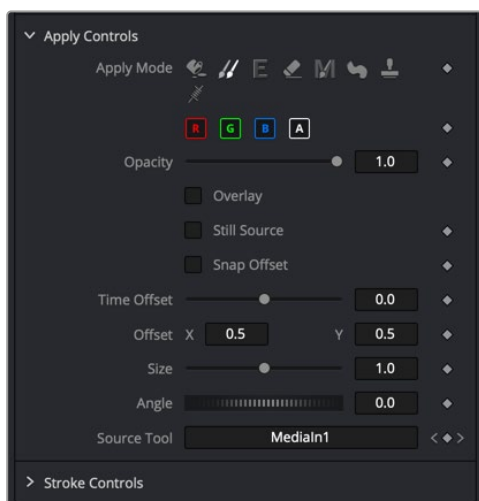 Apply Controls
Apply Mode E M
R G B A
Opacity 1.0
Overlay
Still Source
Snap Offset
Time Offset 0.0
Offset X 0.5 Y 0.5
Size 1.0
Angle 0.0
Source Tool MediaIn1 < >
Stroke Controls